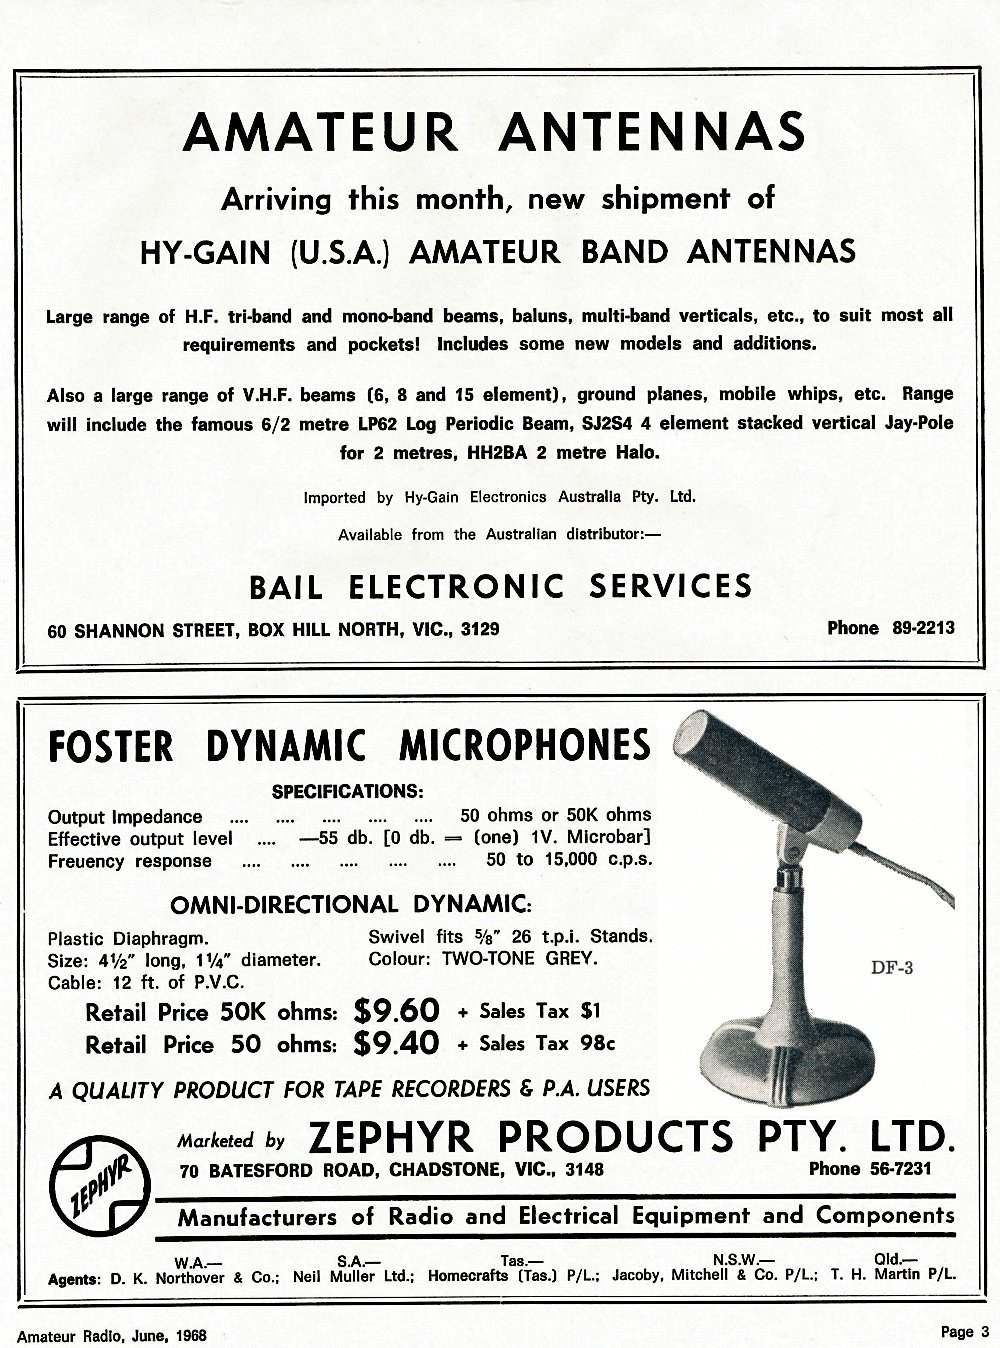 AMATEUR ANTENNAS
Arriving this month, new shipment of
HY-GAIN (U.S.A.) AMATEUR BAND ANTENNAS
Large range of H.F. tri-band and mono-band beams, baluns, multi-band verticals, etc., to suit most all
requirements and pockets! Includes some new models and additions.
Also a large range of V.H.F. beams (6, 8 and 15 element), ground planes, mobile whips, etc. Range
will include the famous 6/2 metre LP62 Log Periodic Beam, SJ2S4 4 element stacked vertical Jay-Pole
for 2 metres, HH2BA 2 metre Halo.
Imported by Hy-Gain Electronics Australia Pty. Ltd.
Available from the Australian distributor:—
BAIL ELECTRONIC SERVICES
60 SHANNON STREET, BOX HILL NORTH, VIC., 3129 Phone 89-2213
FOSTER DYNAMIC MICROPHONES
SPECIFICATIONS:
Output Impedance .... .... .... .... .... 50 ohms or 50K ohms
Effective output level .... —55 db. [0 db. = (one) 1V. Microbar]
Freuency response .... .... .... .... .... 50 to 15,000 c.p.s.
OMNI-DIRECTIONAL DYNAMIC:
Plastic Diaphragm. Swivel fits ⅝″ 26 t.p.i. Stands.
Size: 4½″ long, 1¼″ diameter. Colour: TWO-TONE GREY.
Cable: 12 ft. of P.V.C.
DF-3
Retail Price 50K ohms: $9.60 + Sales Tax $1
Retail Price 50 ohms: $9.40 + Sales Tax 98c
A QUALITY PRODUCT FOR TAPE RECORDERS & P.A. USERS
Marketed by ZEPHYR PRODUCTS PTY. LTD.
ZEPHYR
70 BATESFORD ROAD, CHADSTONE, VIC., 3148 Phone 56-7231
Manufacturers of Radio and Electrical Equipment and Components
W.A.— S.A.— Tas.— N.S.W.— Qld.—
Agents: D. K. Northover & Co.; Neil Muller Ltd.; Homecrafts (Tas.) P/L.; Jacoby, Mitchell & Co. P/L.; T. H. Martin P/L.
Amateur Radio, June, 1968 Page 3